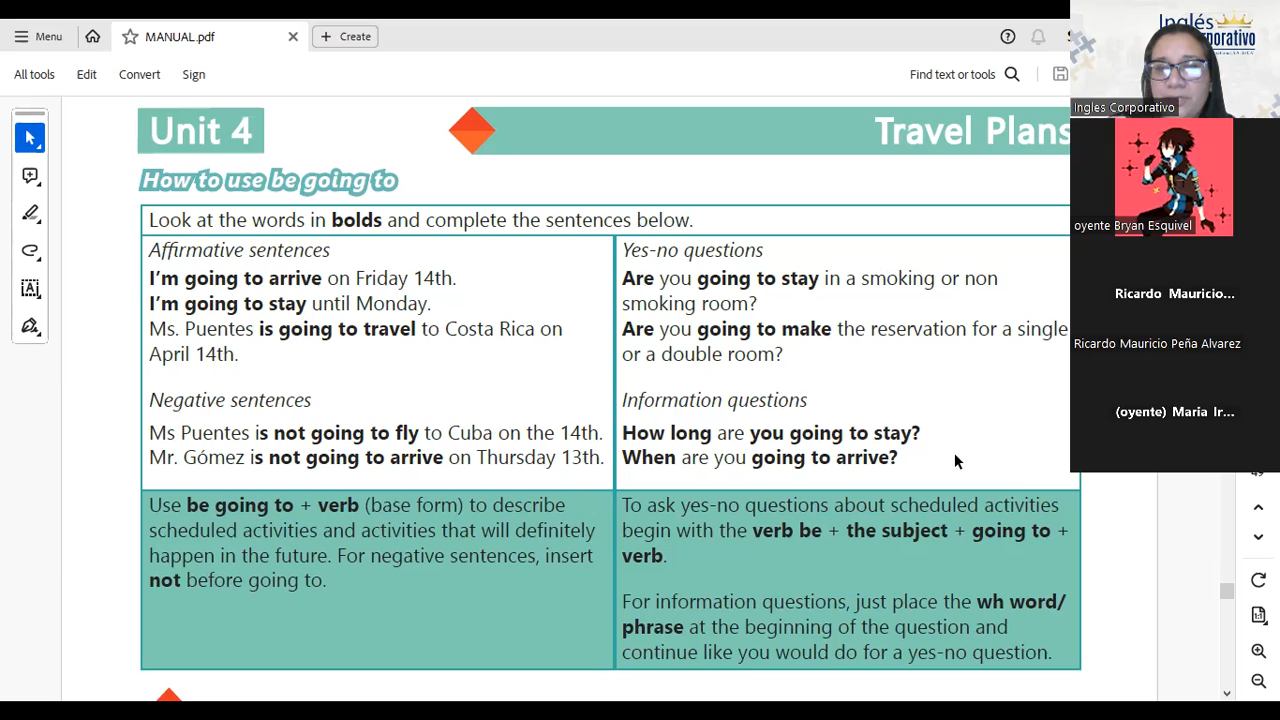 Menu
MANUAL.pdf
Create
All tools
Edit
Convert
Sign
Find text or tools
Unit 4
Travel Plans
How to use be going to
Look at the words in bolds and complete the sentences below.
Affirmative sentences
I'm going to arrive on Friday 14th.
I'm going to stay until Monday.
Ms. Puentes is going to travel to Costa Rica on
April 14th.
Negative sentences
Ms Puentes is not going to fly to Cuba on the 14th.
Mr. Gómez is not going to arrive on Thursday 13th.
Yes-no questions
Are you going to stay in a smoking or non
smoking room?
Are you going to make the reservation for a single
or a double room?
Information questions
How long are you going to stay?
When are you going to arrive?
Use be going to + verb (base form) to describe
scheduled activities and activities that will definitely
happen in the future. For negative sentences, insert
not before going to.
To ask yes-no questions about scheduled activities
begin with the verb be + the subject + going to +
verb.
For information questions, just place the wh word/
phrase at the beginning of the question and
continue like you would do for a yes-no question.
Inglés
Ingles Corporativo
oyente Bryan Esquivel
Ricardo Mauricio...
Ricardo Mauricio Peña Alvarez
(oyente) Maria Ir...
1:1